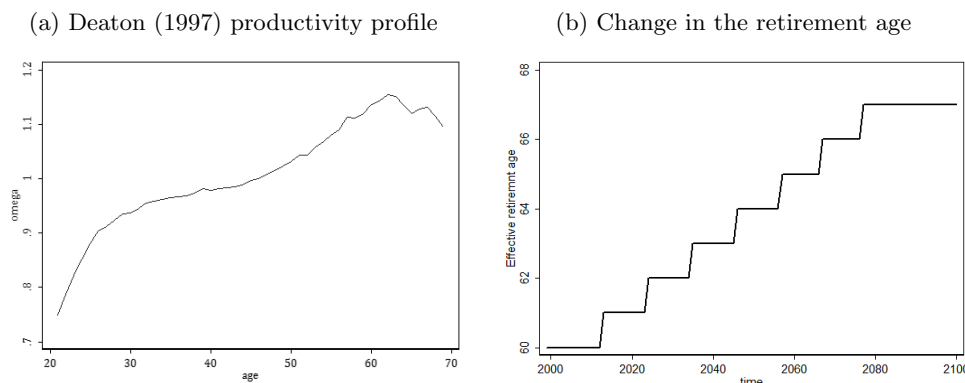 (a) Deaton (1997) productivity profile
1.2
1.1
1
.9
.8
.7
omega
20 30 40 50 60 70
age
(b) Change in the retirement age
68
66
64
62
60
Effective retiremnt age
2000 2020 2040 2060 2080 2100
time